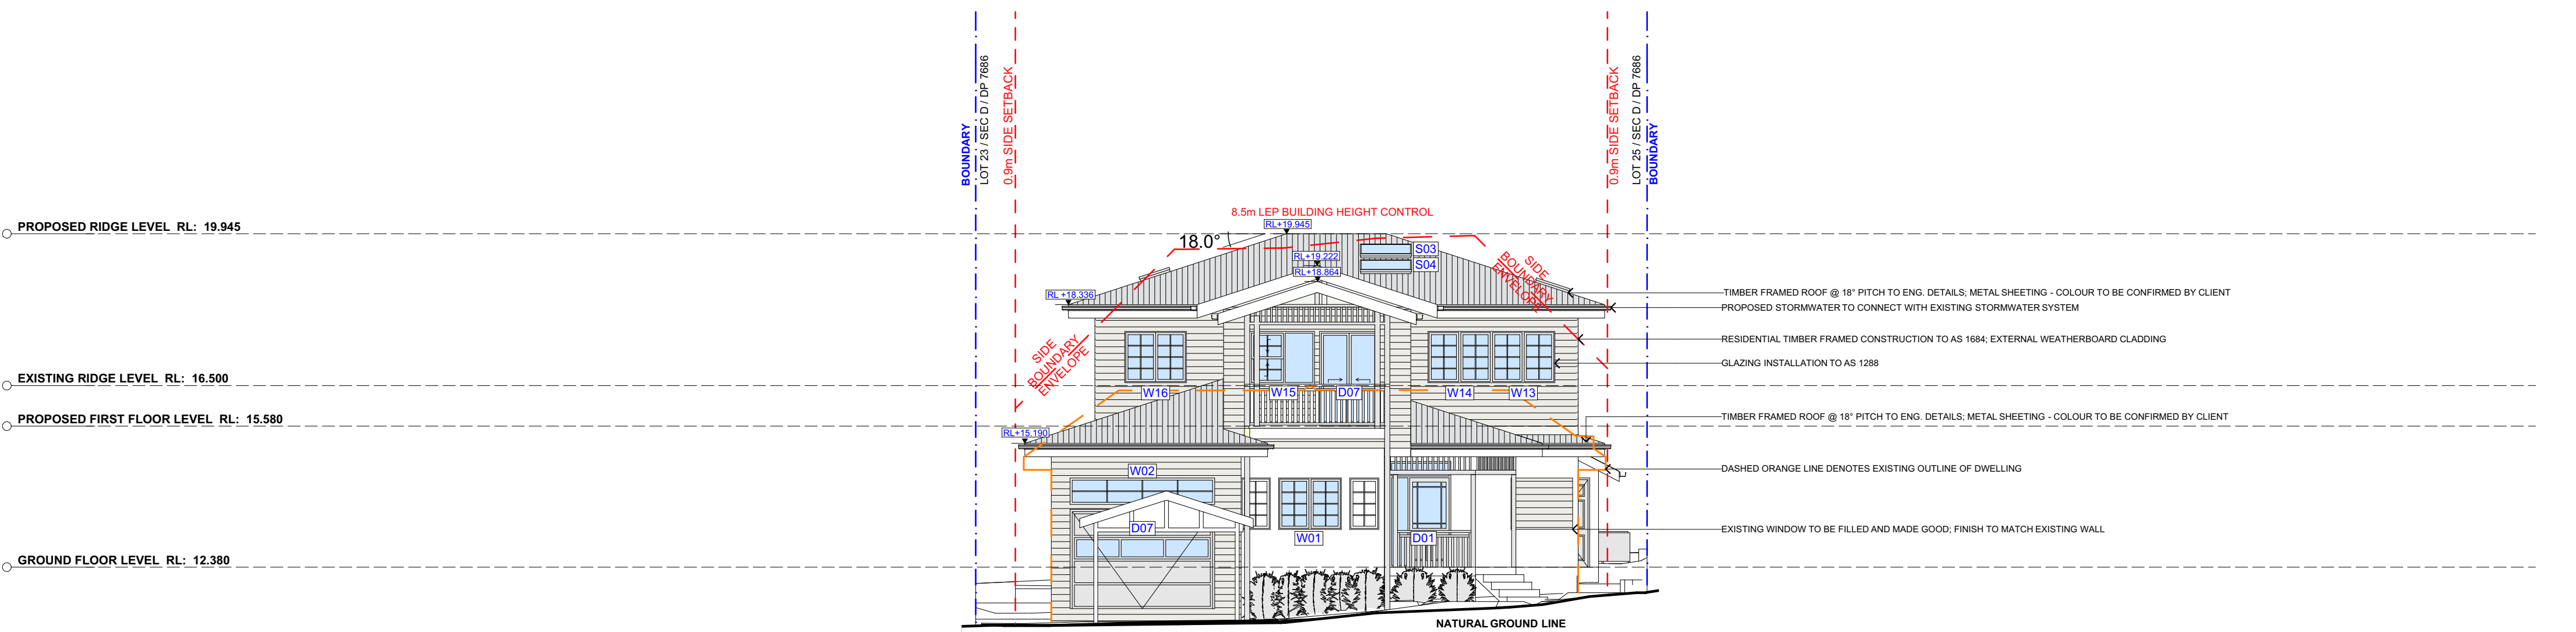 BOUNDARY
LOT 23 / SEC D / DP 7686
0.9m SIDE SETBACK
0.9m SIDE SETBACK
LOT 25 / SEC D / DP 7686
BOUNDARY
8.5m LEP BUILDING HEIGHT CONTROL
PROPOSED RIDGE LEVEL RL: 19.945
RL+19.945
18.0°
S03
RL+19.222
S04
RL+18.864
SIDE
BOUNDARY
ENVELOPE
RL +18.336
TIMBER FRAMED ROOF @ 18° PITCH TO ENG. DETAILS; METAL SHEETING - COLOUR TO BE CONFIRMED BY CLIENT
PROPOSED STORMWATER TO CONNECT WITH EXISTING STORMWATER SYSTEM
RESIDENTIAL TIMBER FRAMED CONSTRUCTION TO AS 1684; EXTERNAL WEATHERBOARD CLADDING
SIDE
BOUNDARY
ENVELOPE
GLAZING INSTALLATION TO AS 1288
EXISTING RIDGE LEVEL RL: 16.500
W16
W15
D07
W14
W13
PROPOSED FIRST FLOOR LEVEL RL: 15.580
TIMBER FRAMED ROOF @ 18° PITCH TO ENG. DETAILS; METAL SHEETING - COLOUR TO BE CONFIRMED BY CLIENT
RL+15.190
W02
DASHED ORANGE LINE DENOTES EXISTING OUTLINE OF DWELLING
D07
W01
D01
EXISTING WINDOW TO BE FILLED AND MADE GOOD; FINISH TO MATCH EXISTING WALL
GROUND FLOOR LEVEL RL: 12.380
NATURAL GROUND LINE